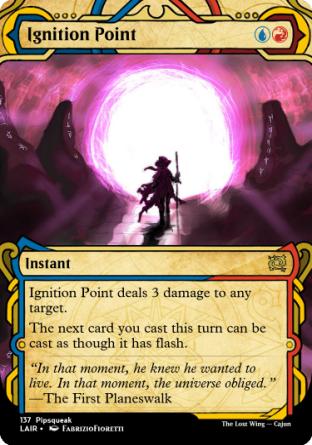 Ignition Point
Instant
Ignition Point deals 3 damage to any
target.
The next card you cast this turn can be
cast as though it has flash.
“In that moment, he knew he wanted to
live. In that moment, the universe obliged.”
—The First Planeswalk
137 Pipsqueak
LAIR • FabrizioFioretti
The Lost Wing — Cajun